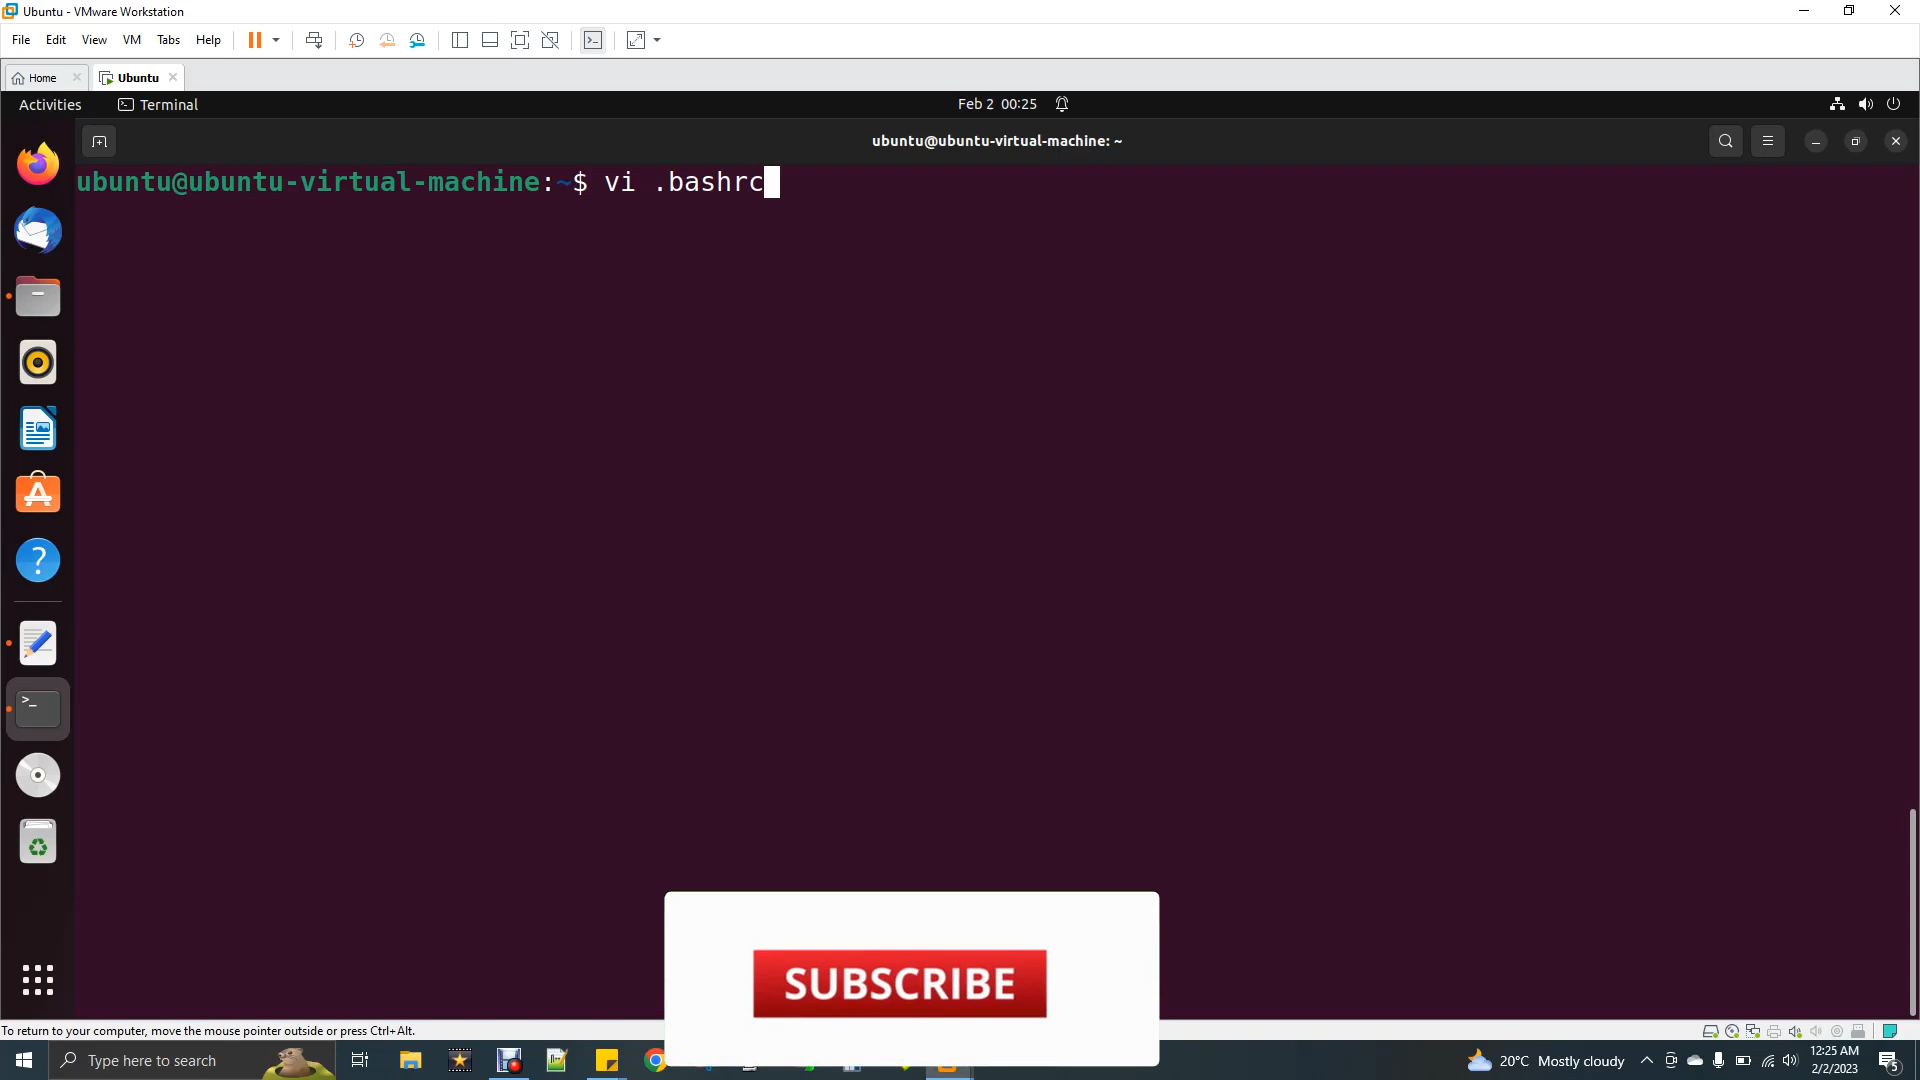 Ubuntu - VMware Workstation
File Edit View VM Tabs Help
Home Ubuntu
Activities Terminal Feb 2 00:25
ubuntu@ubuntu-virtual-machine: ~
ubuntu@ubuntu-virtual-machine:~$ vi .bashrc
SUBSCRIBE
To return to your computer, move the mouse pointer outside or press Ctrl+Alt.
Type here to search
20°C Mostly cloudy
12:25 AM
2/2/2023
5